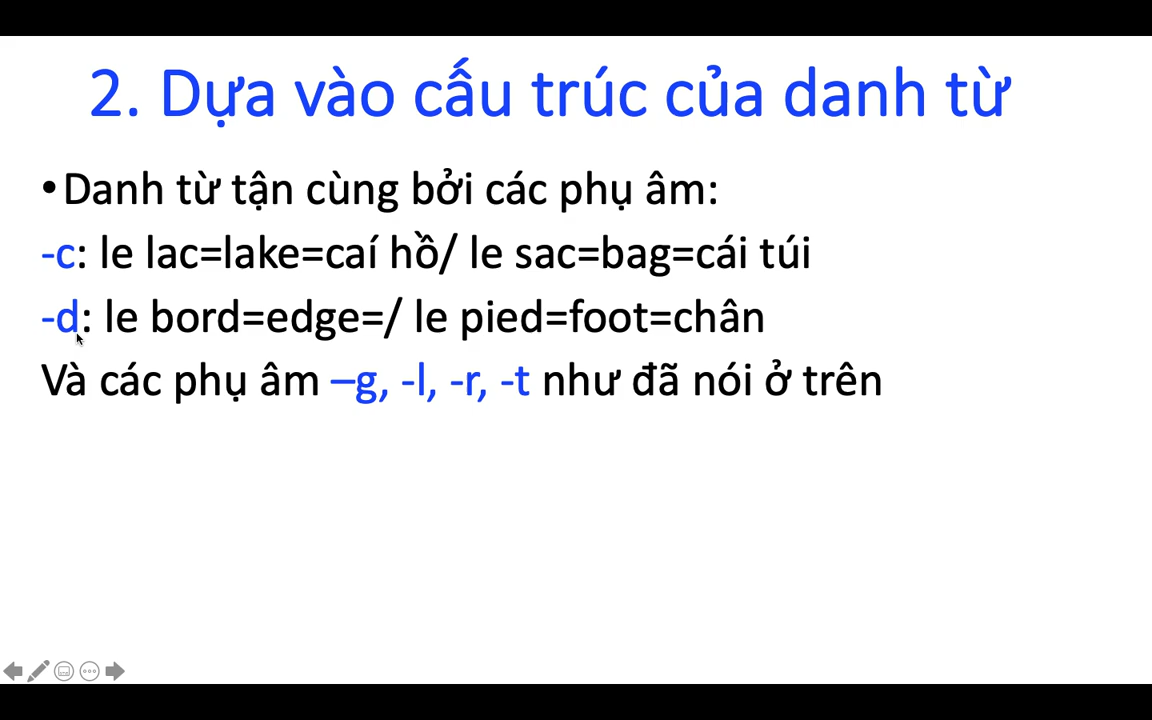 2. Dựa vào cấu trúc của danh từ
•Danh từ tận cùng bởi các phụ âm:
-c: le lac=lake=caí hồ/ le sac=bag=cái túi
-d: le bord=edge=/ le pied=foot=chân
Và các phụ âm –g, -l, -r, -t như đã nói ở trên